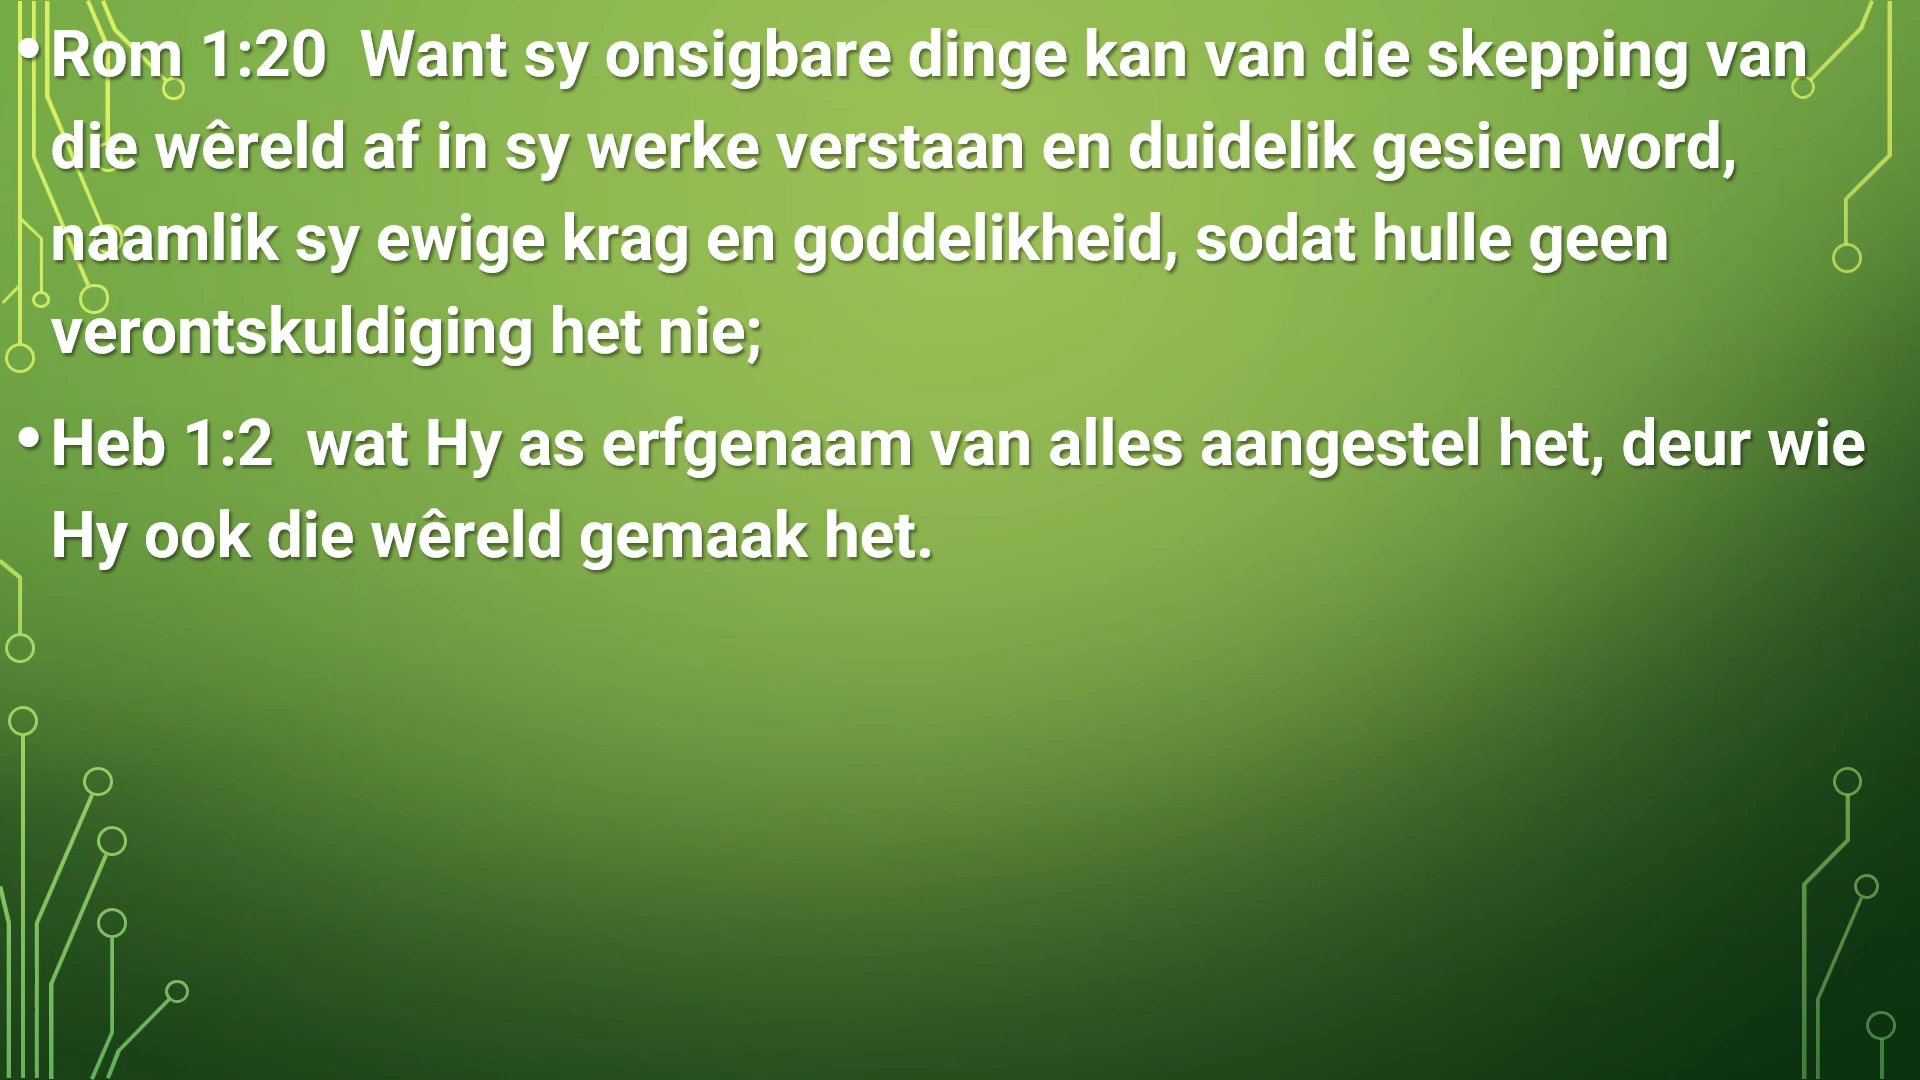 • Rom 1:20  Want sy onsigbare dinge kan van die skepping van
die wêreld af in sy werke verstaan en duidelik gesien word,
naamlik sy ewige krag en goddelikheid, sodat hulle geen
verontskuldiging het nie;
• Heb 1:2  wat Hy as erfgenaam van alles aangestel het, deur wie
Hy ook die wêreld gemaak het.